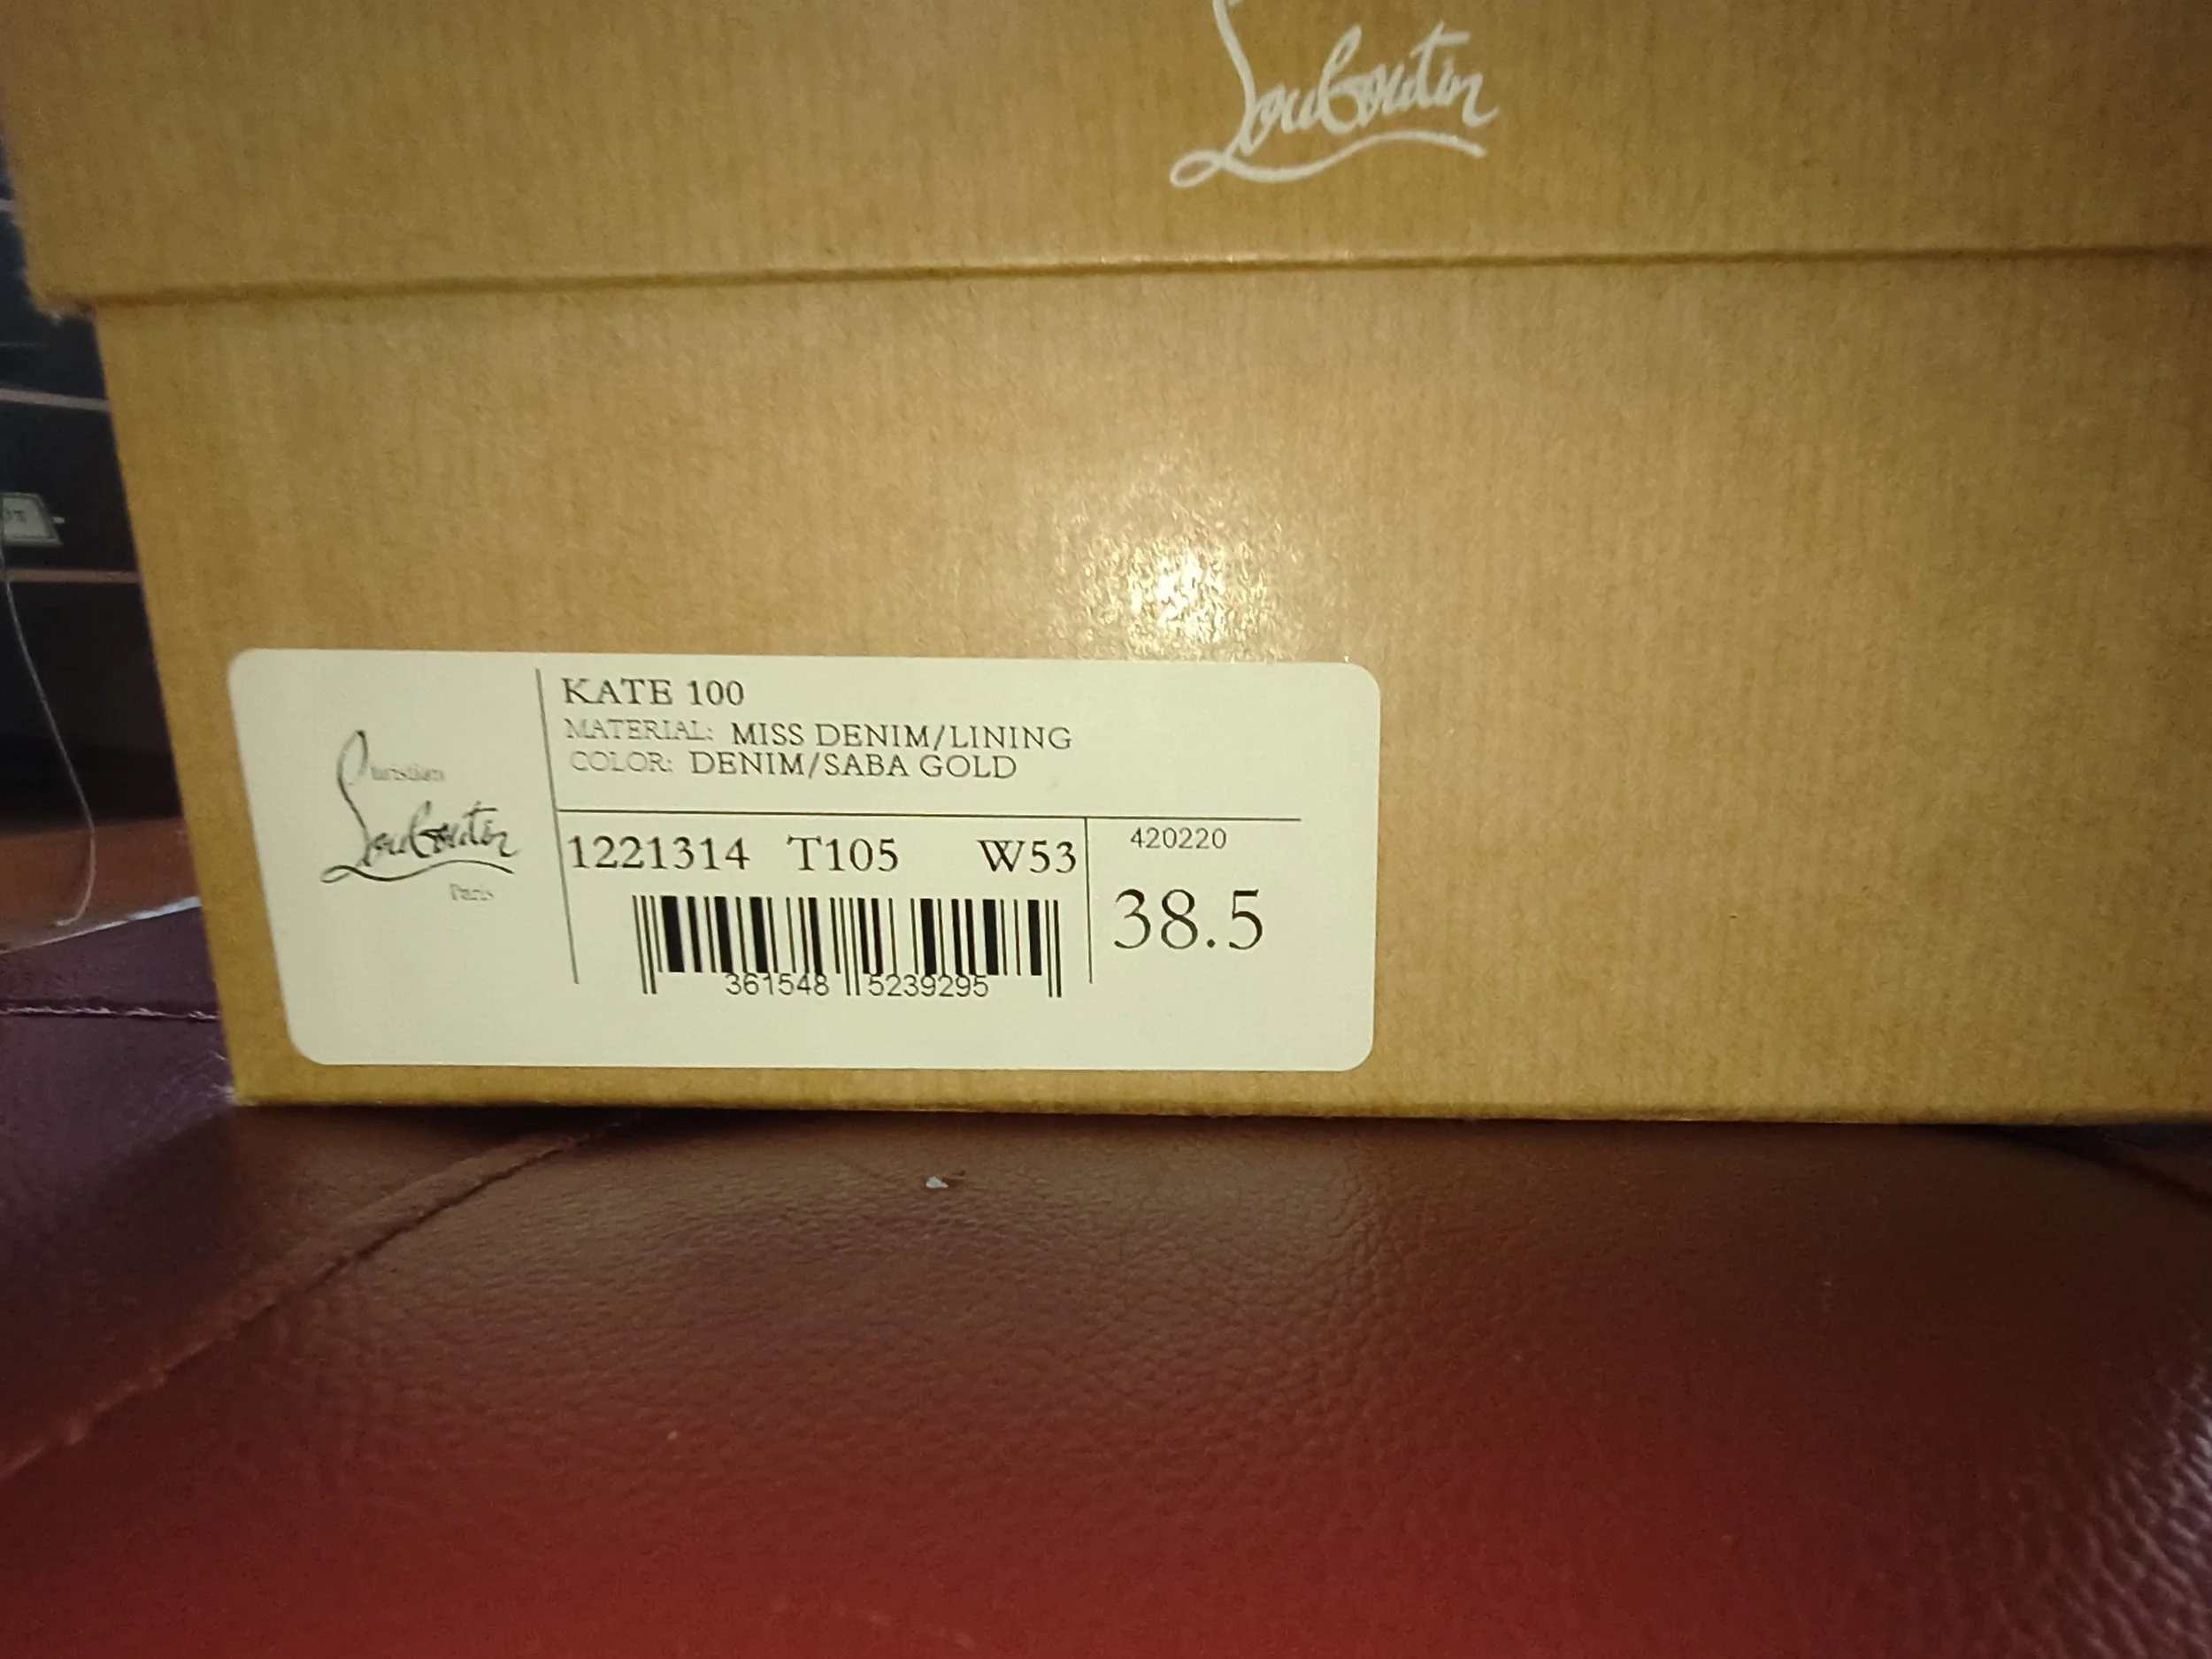 Louboutin
KATE 100
MATERIAL: MISS DENIM/LINING
COLOR: DENIM/SABA GOLD
Christian
Louboutin
Paris
1221314 T105 W53
420220
38.5
361548 5239295